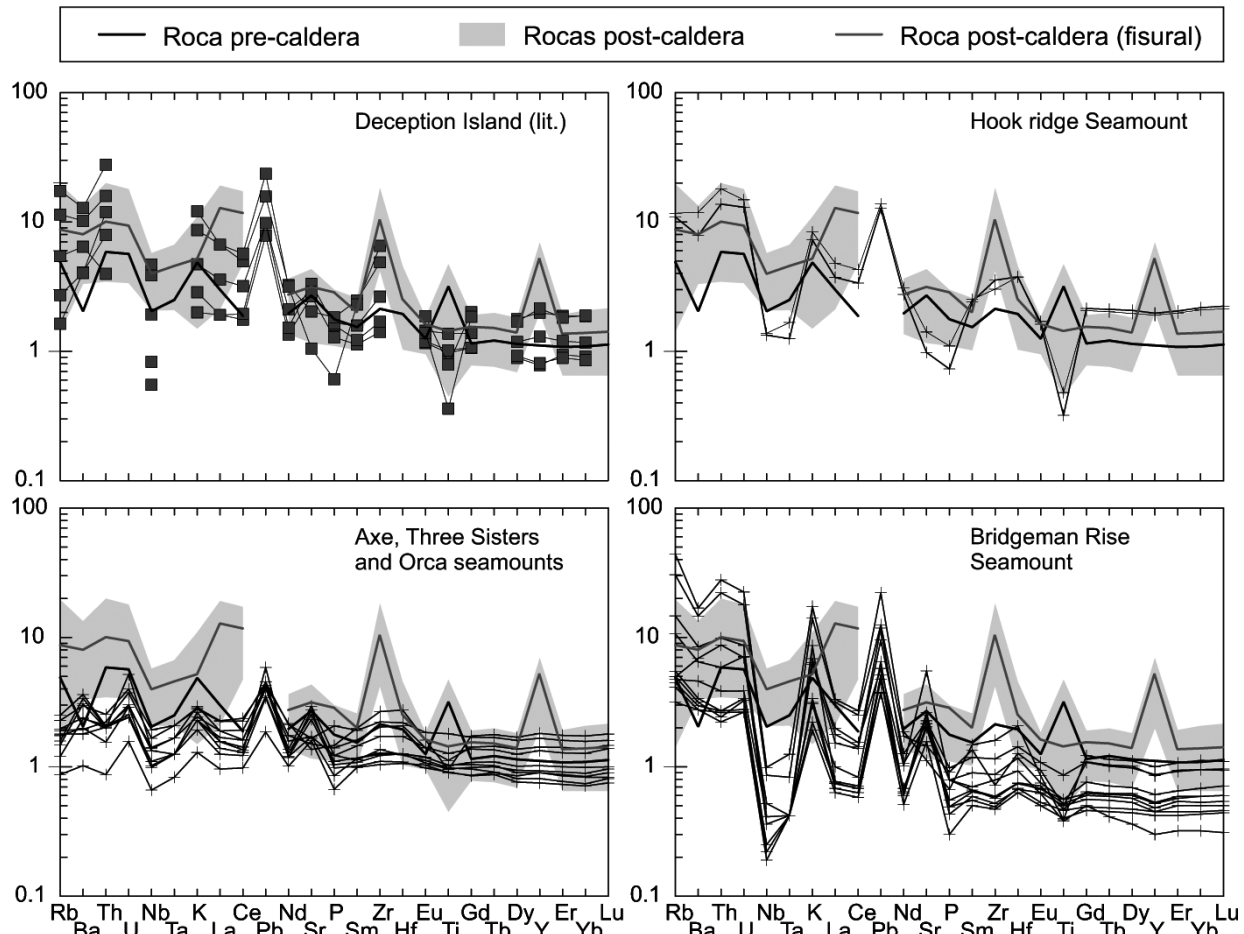 Roca pre-caldera Rocas post-caldera Roca post-caldera (fisural)
100 100
Deception Island (lit.) Hook ridge Seamount
10 10
1 1
0.1 0.1
100 100
Axe, Three Sisters
and Orca seamounts
Bridgeman Rise
Seamount
10 10
1 1
0.1 0.1
Rb Th Nb K Ce Nd P Zr Eu Gd Dy Er Lu Rb Th Nb K Ce Nd P Zr Eu Gd Dy Er Lu
Ba U Ta La Pb Sr Sm Hf Ti Tb Y Yb Ba U Ta La Pb Sr Sm Hf Ti Tb Y Yb